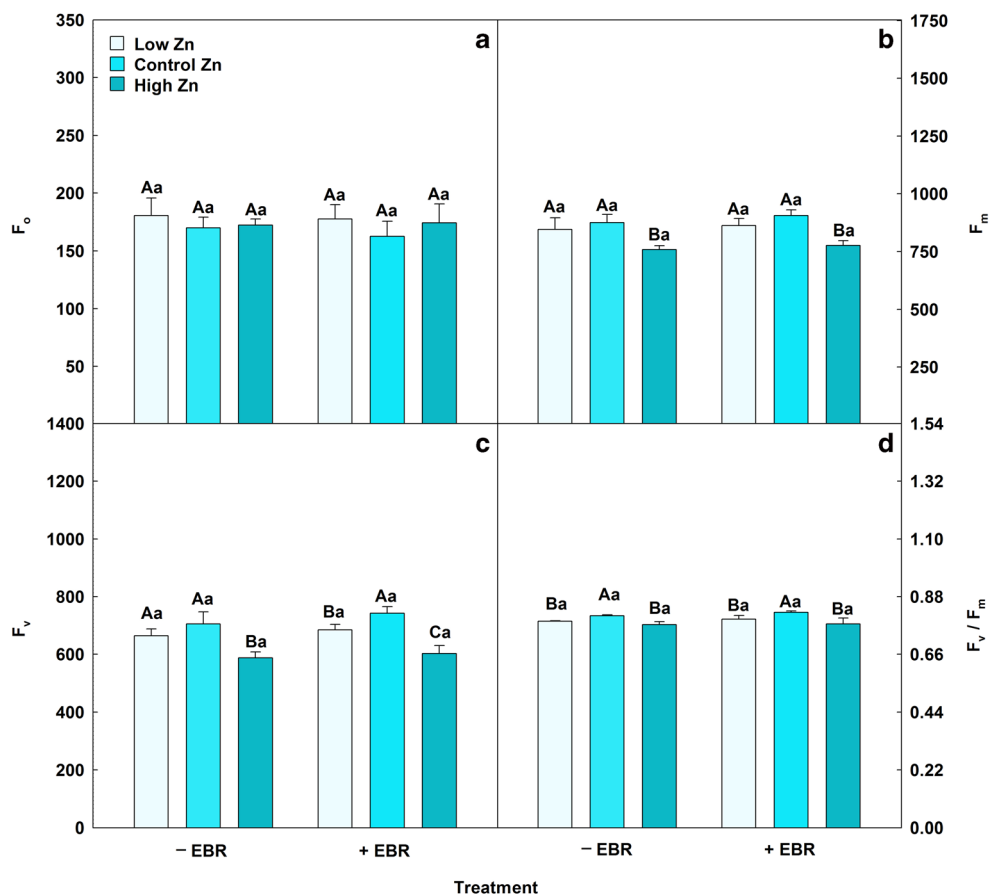 350
300
250
200
150
100
50
1400
Fo
a
Low Zn
Control Zn
High Zn
Aa
Aa
Aa
Aa
Aa
Aa
b
1750
1500
1250
1000
750
500
250
1.54
Fm
Aa
Aa
Ba
Aa
Aa
Ba
c
1200
1000
800
600
400
200
0
Fv
Aa
Aa
Ba
Ba
Aa
Ca
d
1.32
1.10
0.88
0.66
0.44
0.22
0.00
Fv / Fm
Ba
Aa
Ba
Ba
Aa
Ba
– EBR
+ EBR
– EBR
+ EBR
Treatment